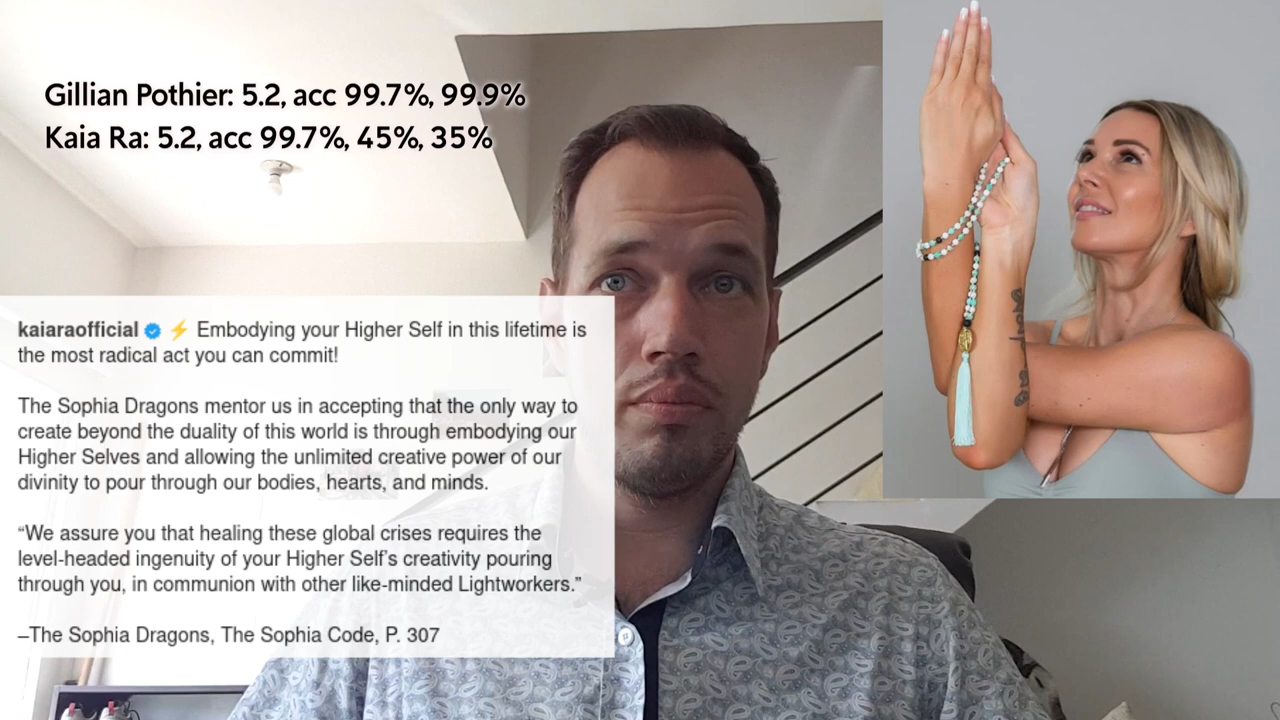 Gillian Pothier: 5.2, acc 99.7%, 99.9%
Kaia Ra: 5.2, acc 99.7%, 45%, 35%
kaiaraofficial ⚡ Embodying your Higher Self in this lifetime is
the most radical act you can commit!
The Sophia Dragons mentor us in accepting that the only way to
create beyond the duality of this world is through embodying our
Higher Selves and allowing the unlimited creative power of our
divinity to pour through our bodies, hearts, and minds.
“We assure you that healing these global crises requires the
level-headed ingenuity of your Higher Self’s creativity pouring
through you, in communion with other like-minded Lightworkers.”
–The Sophia Dragons, The Sophia Code, P. 307